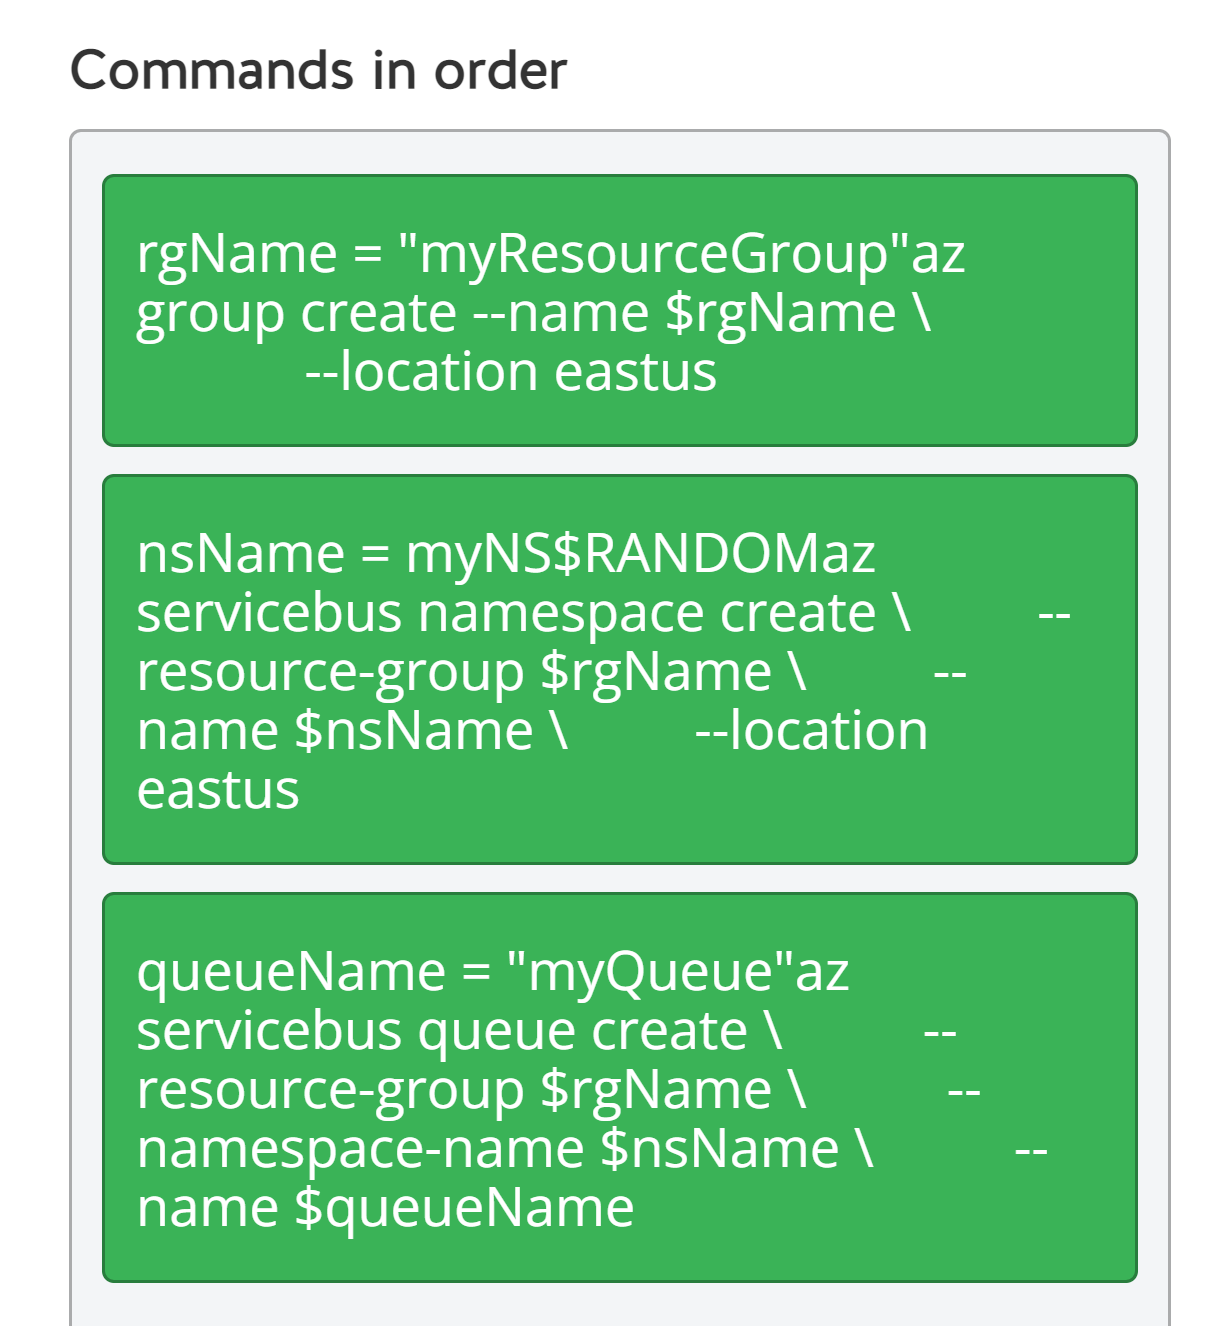 Commands in order
rgName = "myResourceGroup"az
group create --name $rgName \
--location eastus
nsName = myNS$RANDOMaz
servicebus namespace create \ --
resource-group $rgName \ --
name $nsName \ --location
eastus
queueName = "myQueue"az
servicebus queue create \ --
resource-group $rgName \ --
namespace-name $nsName \ --
name $queueName